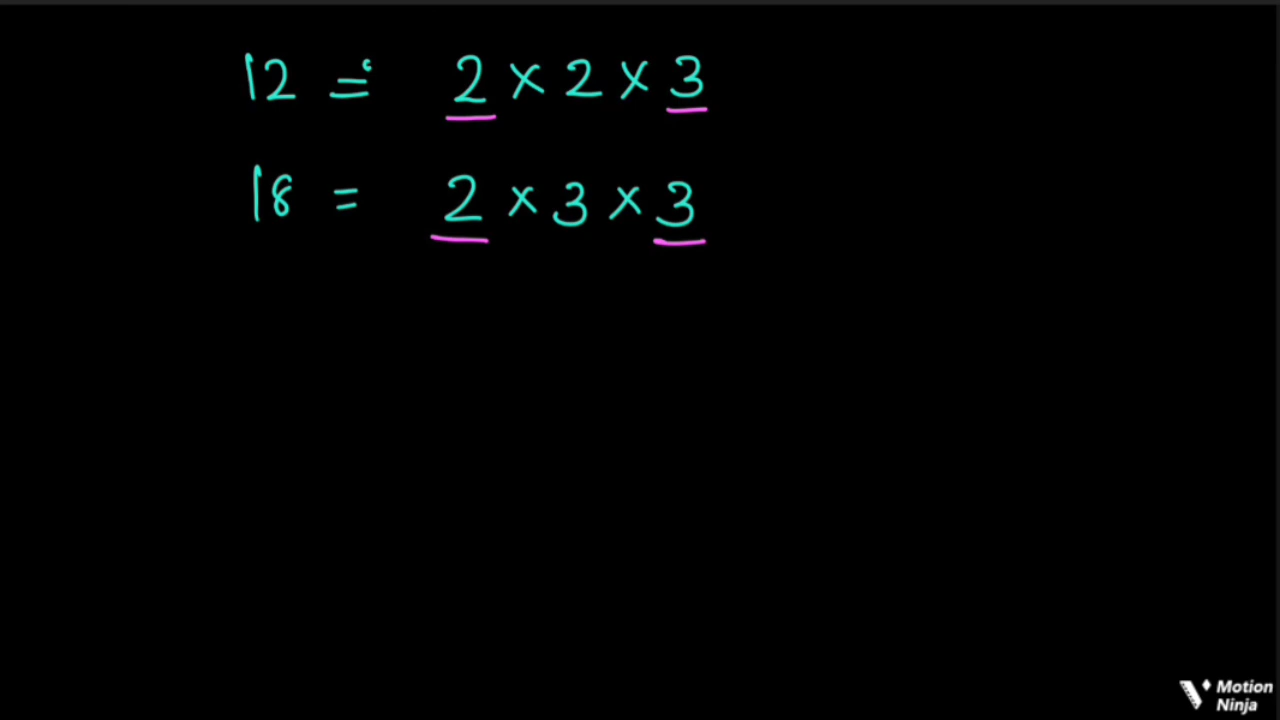 12 = 2 × 2 × 3
18 = 2 × 3 × 3
Motion
Ninja